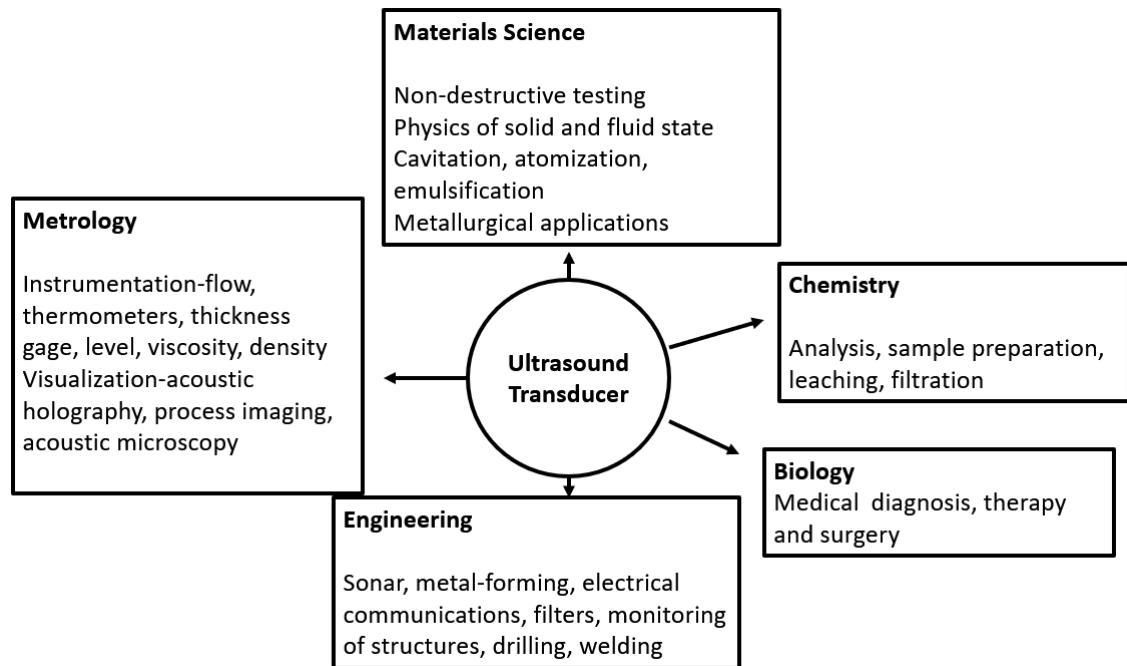 Materials Science
Non-destructive testing
Physics of solid and fluid state
Cavitation, atomization,
emulsification
Metallurgical applications
Metrology
Instrumentation-flow,
thermometers, thickness
gage, level, viscosity, density
Visualization-acoustic
holography, process imaging,
acoustic microscopy
Ultrasound
Transducer
Chemistry
Analysis, sample preparation,
leaching, filtration
Biology
Medical  diagnosis, therapy
and surgery
Engineering
Sonar, metal-forming, electrical
communications, filters, monitoring
of structures, drilling, welding